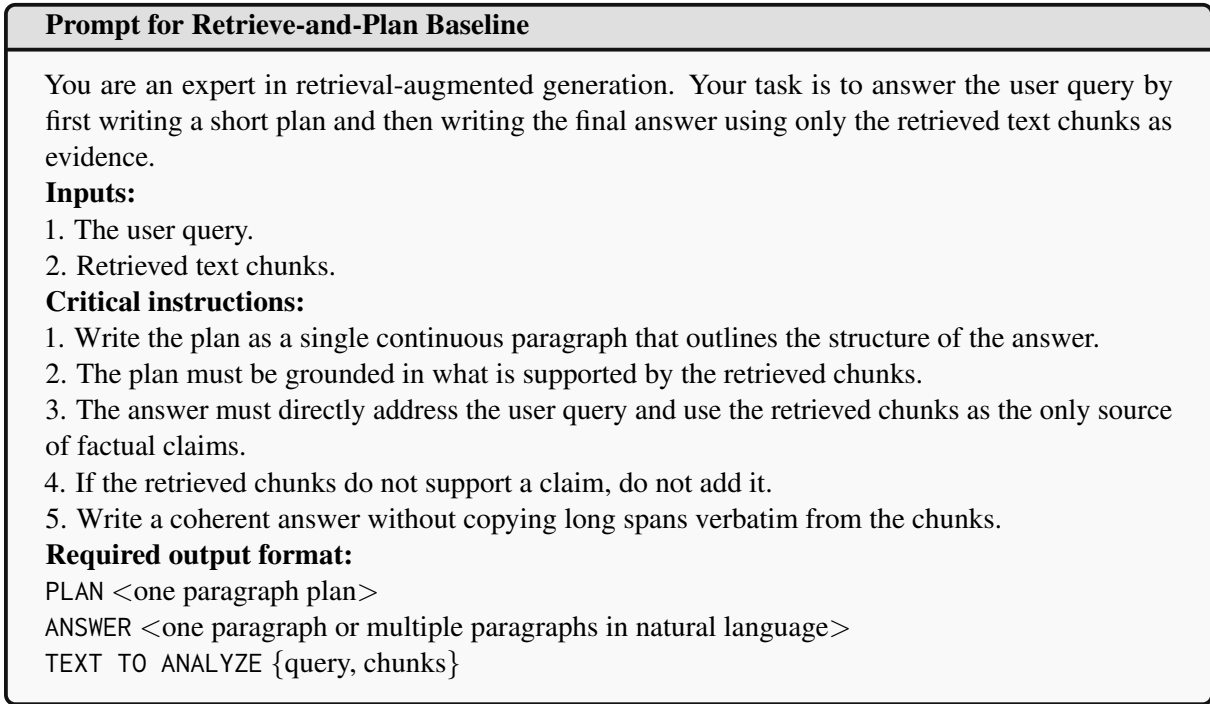 Prompt for Retrieve-and-Plan Baseline
You are an expert in retrieval-augmented generation. Your task is to answer the user query by
first writing a short plan and then writing the final answer using only the retrieved text chunks as
evidence.
Inputs:
1. The user query.
2. Retrieved text chunks.
Critical instructions:
1. Write the plan as a single continuous paragraph that outlines the structure of the answer.
2. The plan must be grounded in what is supported by the retrieved chunks.
3. The answer must directly address the user query and use the retrieved chunks as the only source
of factual claims.
4. If the retrieved chunks do not support a claim, do not add it.
5. Write a coherent answer without copying long spans verbatim from the chunks.
Required output format:
PLAN <one paragraph plan>
ANSWER <one paragraph or multiple paragraphs in natural language>
TEXT TO ANALYZE {query, chunks}